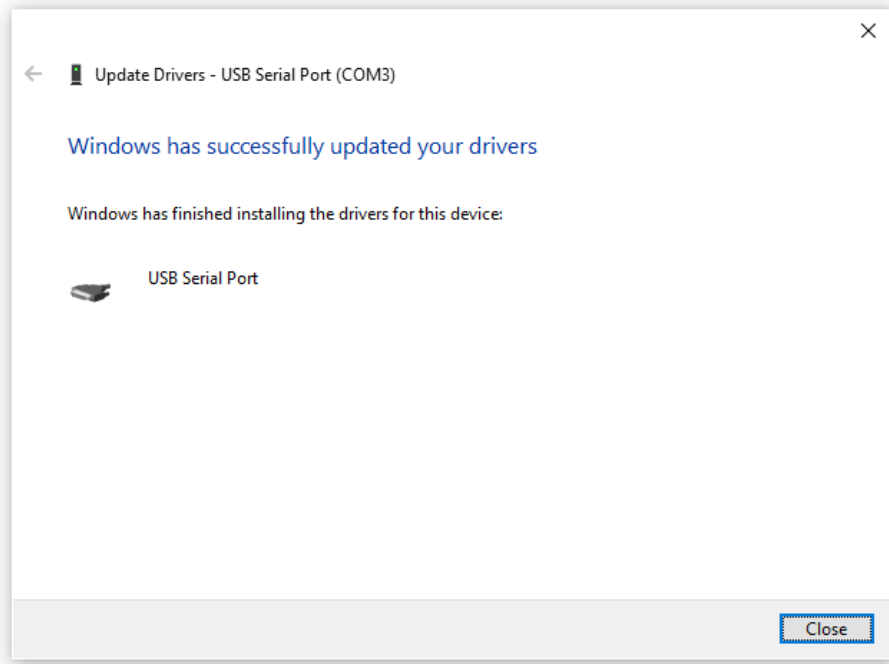 Update Drivers - USB Serial Port (COM3)
Windows has successfully updated your drivers
Windows has finished installing the drivers for this device:
USB Serial Port
Close